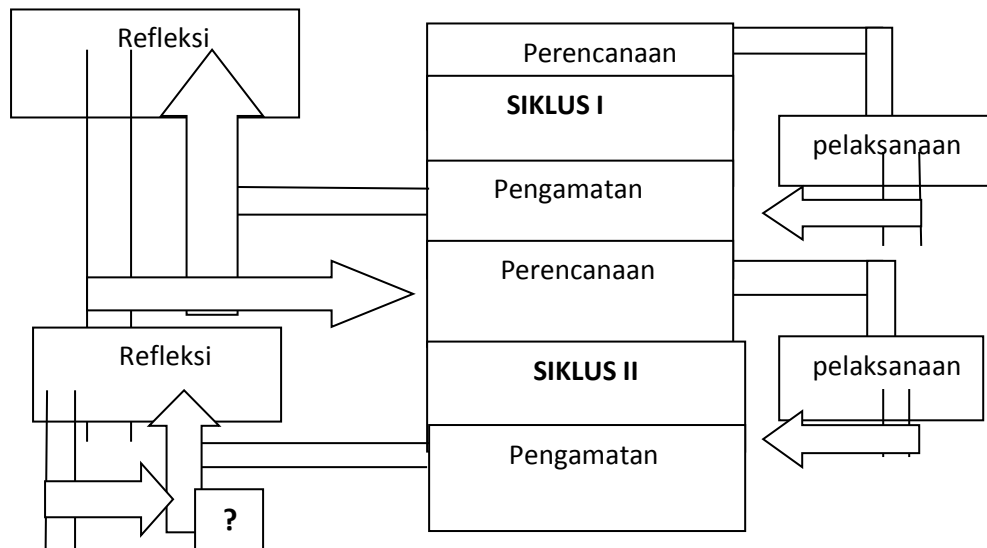 Refleksi
Perencanaan
SIKLUS I
pelaksanaan
Pengamatan
Perencanaan
Refleksi
SIKLUS II
pelaksanaan
Pengamatan
?